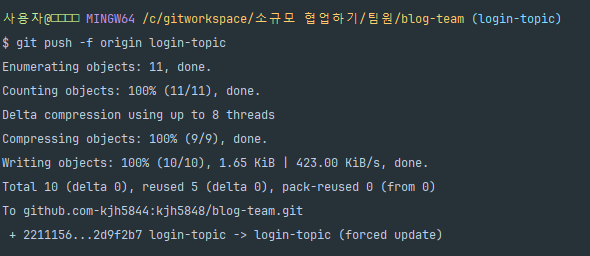 사용자@□□□□ MINGW64 /c/gitworkspace/소규모 협업하기/팀원/blog-team (login-topic)
$ git push -f origin login-topic
Enumerating objects: 11, done.
Counting objects: 100% (11/11), done.
Delta compression using up to 8 threads
Compressing objects: 100% (9/9), done.
Writing objects: 100% (10/10), 1.65 KiB | 423.00 KiB/s, done.
Total 10 (delta 0), reused 5 (delta 0), pack-reused 0 (from 0)
To github.com-kjh5844:kjh5848/blog-team.git
 + 2211156...2d9f2b7 login-topic -> login-topic (forced update)